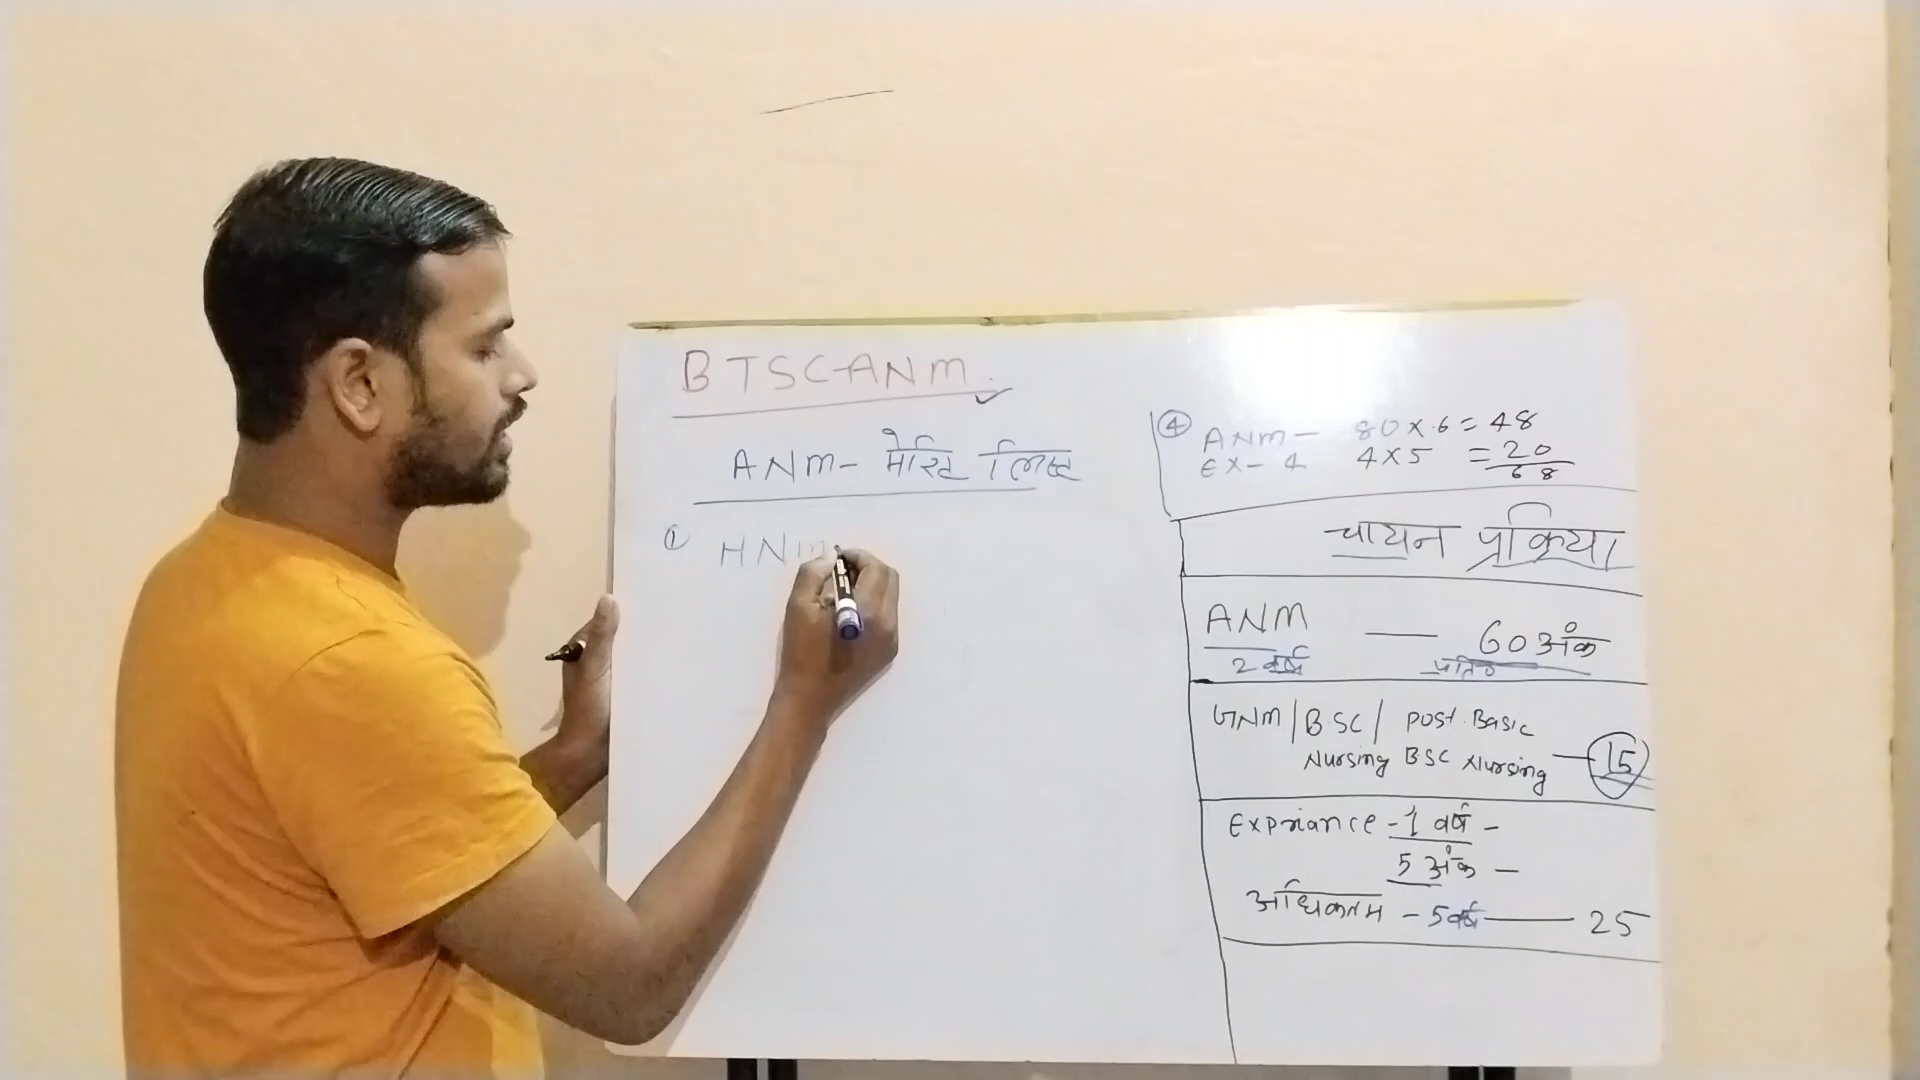 BTSC ANM
ANM- मेरिट लिस्ट
① ANM
④ ANM - 80 X .6 = 48
EX - 4 4 X 5 = 20
68
चायन प्रक्रिया
ANM — 60 अंक
2 वर्ष
GNM / BSC / Post. Basic
Nursing BSC Nursing — 15
Expriance - 1 वर्ष -
5 अंक —
अधिकतम - 5 वर्ष — 25